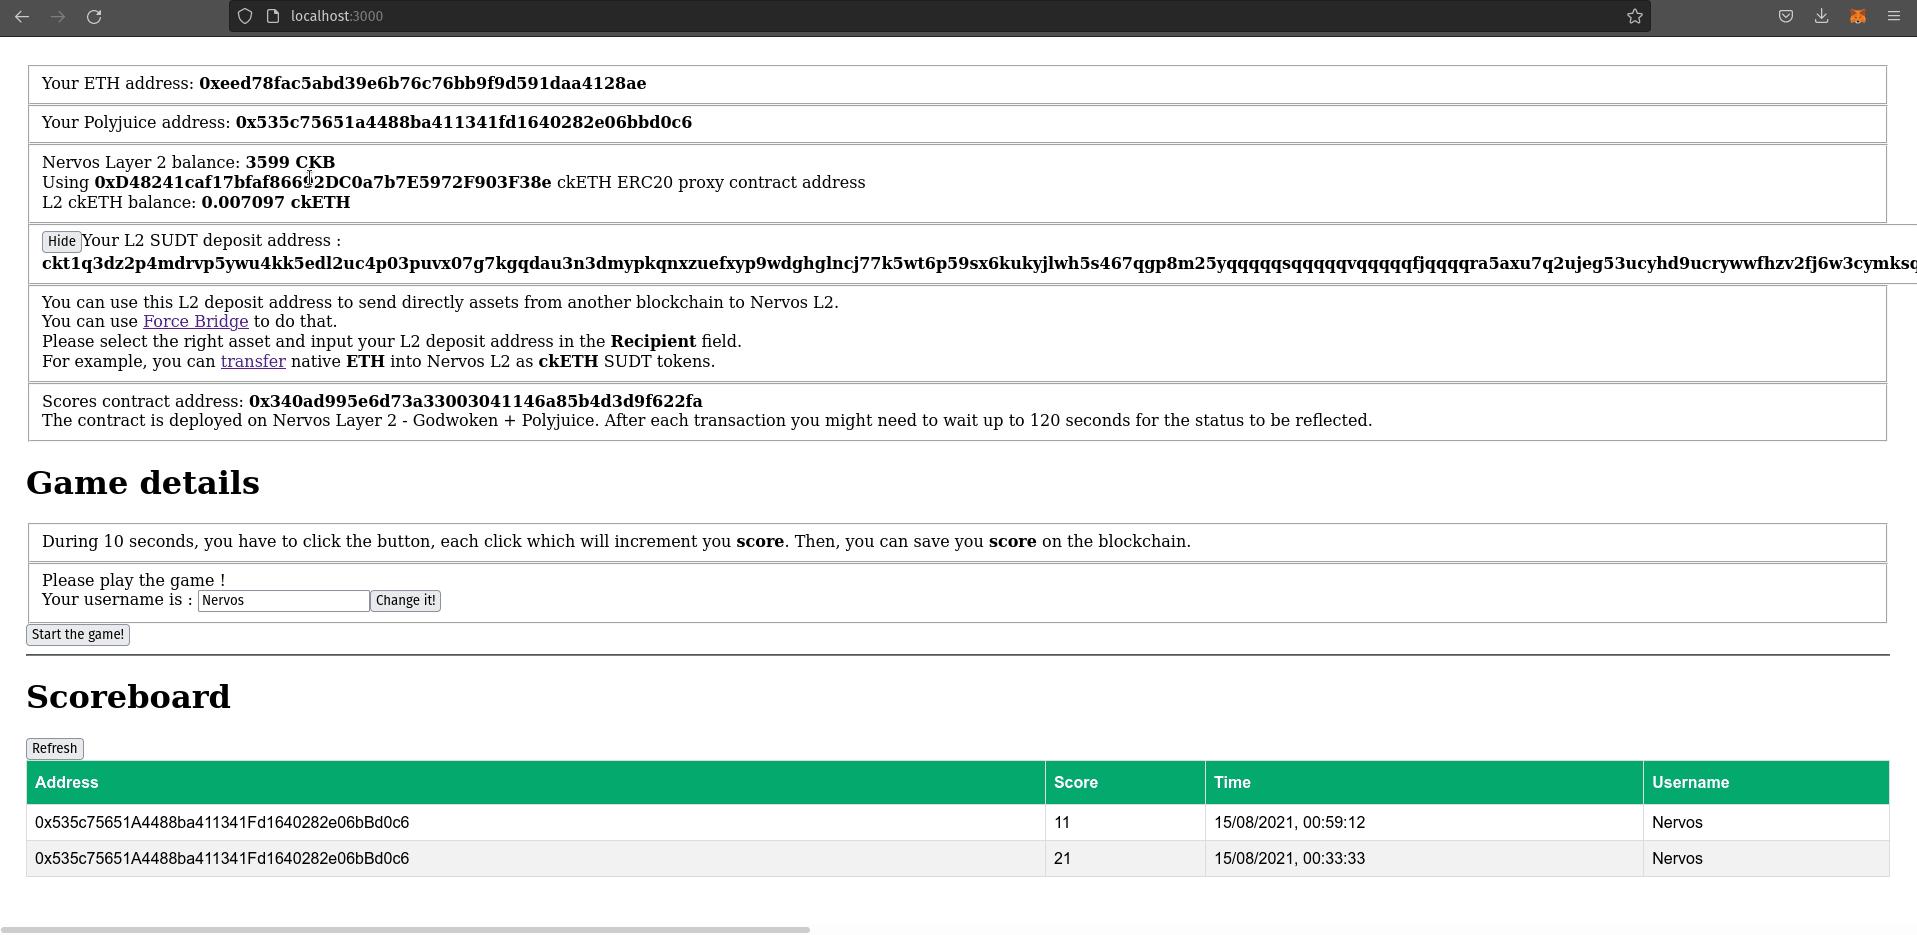 localhost:3000
Your ETH address: 0xeed78fac5abd39e6b76c76bb9f9d591daa4128ae
Your Polyjuice address: 0x535c75651a4488ba411341fd1640282e06bbd0c6
Nervos Layer 2 balance: 3599 CKB
Using ckETH ERC20 proxy contract address
L2 ckETH balance: 0.007097 ckETH
Hide Your L2 SUDT deposit address :
ckt1q3dz2p4mdrvp5ywu4kk5edl2uc4p03puvx07g7kgqdau3n3dmypkqnxzuefxyp9wdghglncj77k5wt6p59sx6kukyjlwh5s467qgp8m25yqqqqqsqqqqqvqqqqqfjqqqqra5axu7q2ujeg53ucyhd9ucrywwfhzv2fj6w3cymksq
You can use this L2 deposit address to send directly assets from another blockchain to Nervos L2.
You can use Force Bridge to do that.
Please select the right asset and input your L2 deposit address in the Recipient field.
For example, you can transfer native ETH into Nervos L2 as ckETH SUDT tokens.
Scores contract address: 0x340ad995e6d73a33003041146a85b4d3d9f622fa
The contract is deployed on Nervos Layer 2 - Godwoken + Polyjuice. After each transaction you might need to wait up to 120 seconds for the status to be reflected.
Game details
During 10 seconds, you have to click the button, each click which will increment you score. Then, you can save you score on the blockchain.
Please play the game !
Your username is : Nervos Change it!
Start the game!
Scoreboard
Refresh
Address Score Time Username
0x535c75651A4488ba411341Fd1640282e06bBd0c6 11 15/08/2021, 00:59:12 Nervos
0x535c75651A4488ba411341Fd1640282e06bBd0c6 21 15/08/2021, 00:33:33 Nervos